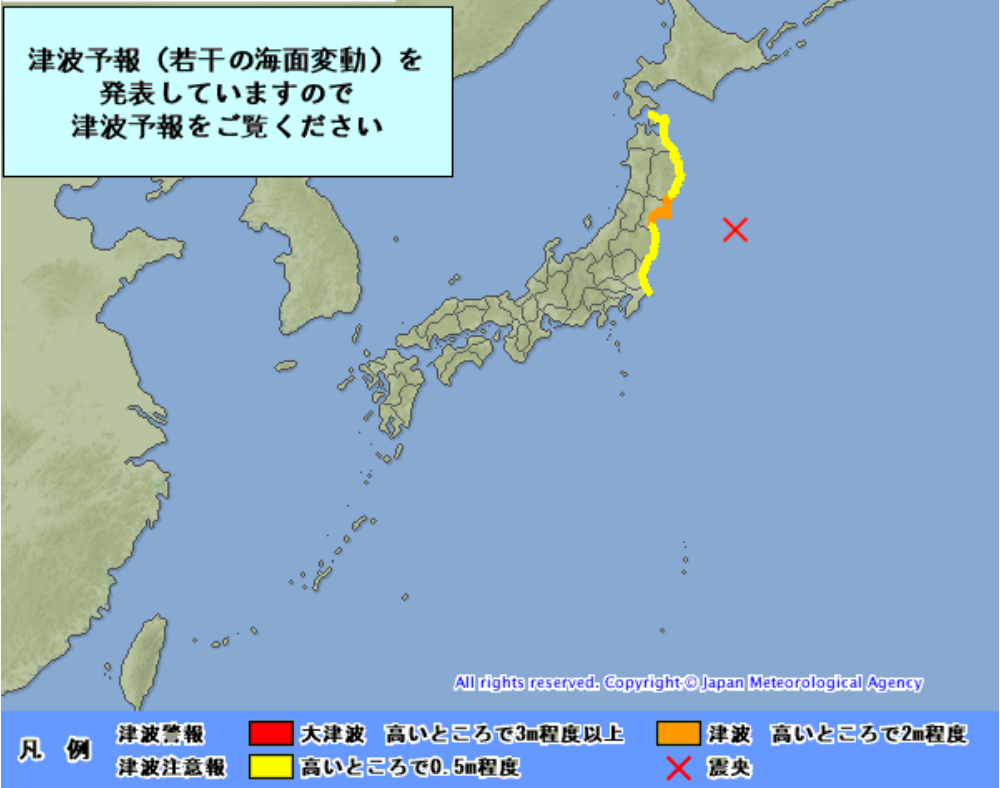 津波予報（若干の海面変動）を
発表していますので
津波予報をご覧ください
All rights reserved. Copyright © Japan Meteorological Agency
凡 例
津波警報 大津波 高いところで3m程度以上 津波 高いところで2m程度
津波注意報 高いところで0.5m程度 震央